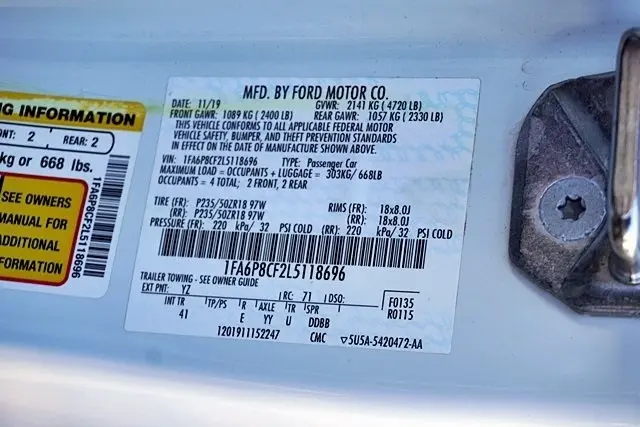 NG INFORMATION
ONT: 2 REAR: 2
kg or 668 lbs.
SEE OWNERS
MANUAL FOR
ADDITIONAL
INFORMATION
1FA6P8CF2L5118696
MFD. BY FORD MOTOR CO.
DATE: 11/19 GVWR: 2141 KG ( 4720 LB)
FRONT GAWR: 1089 KG ( 2400 LB) REAR GAWR: 1057 KG ( 2330 LB)
THIS VEHICLE CONFORMS TO ALL APPLICABLE FEDERAL MOTOR
VEHICLE SAFETY, BUMPER, AND THEFT PREVENTION STANDARDS
IN EFFECT ON THE DATE OF MANUFACTURE SHOWN ABOVE.
VIN: 1FA6P8CF2L5118696 TYPE: Passenger Car
MAXIMUM LOAD = OCCUPANTS + LUGGAGE = 303KG/ 668LB
OCCUPANTS = 4 TOTAL; 2 FRONT, 2 REAR
TIRE (FR): P235/50ZR18 97W RIMS (FR): 18x8.0J
(RR): P235/50ZR18 97W (RR): 18x8.0J
PRESSURE (FR): 220 kPa/ 32 PSI COLD (RR): 220 kPa/ 32 PSI COLD
1FA6P8CF2L5118696
TRAILER TOWING - SEE OWNER GUIDE
EXT PNT: YZ RC: 71 DSO: F0135
INT TR TP/PS R AXLE TR SPR R0115
41 E YY U DDBB
1201911152247 CMC ▽5U5A-5420472-AA